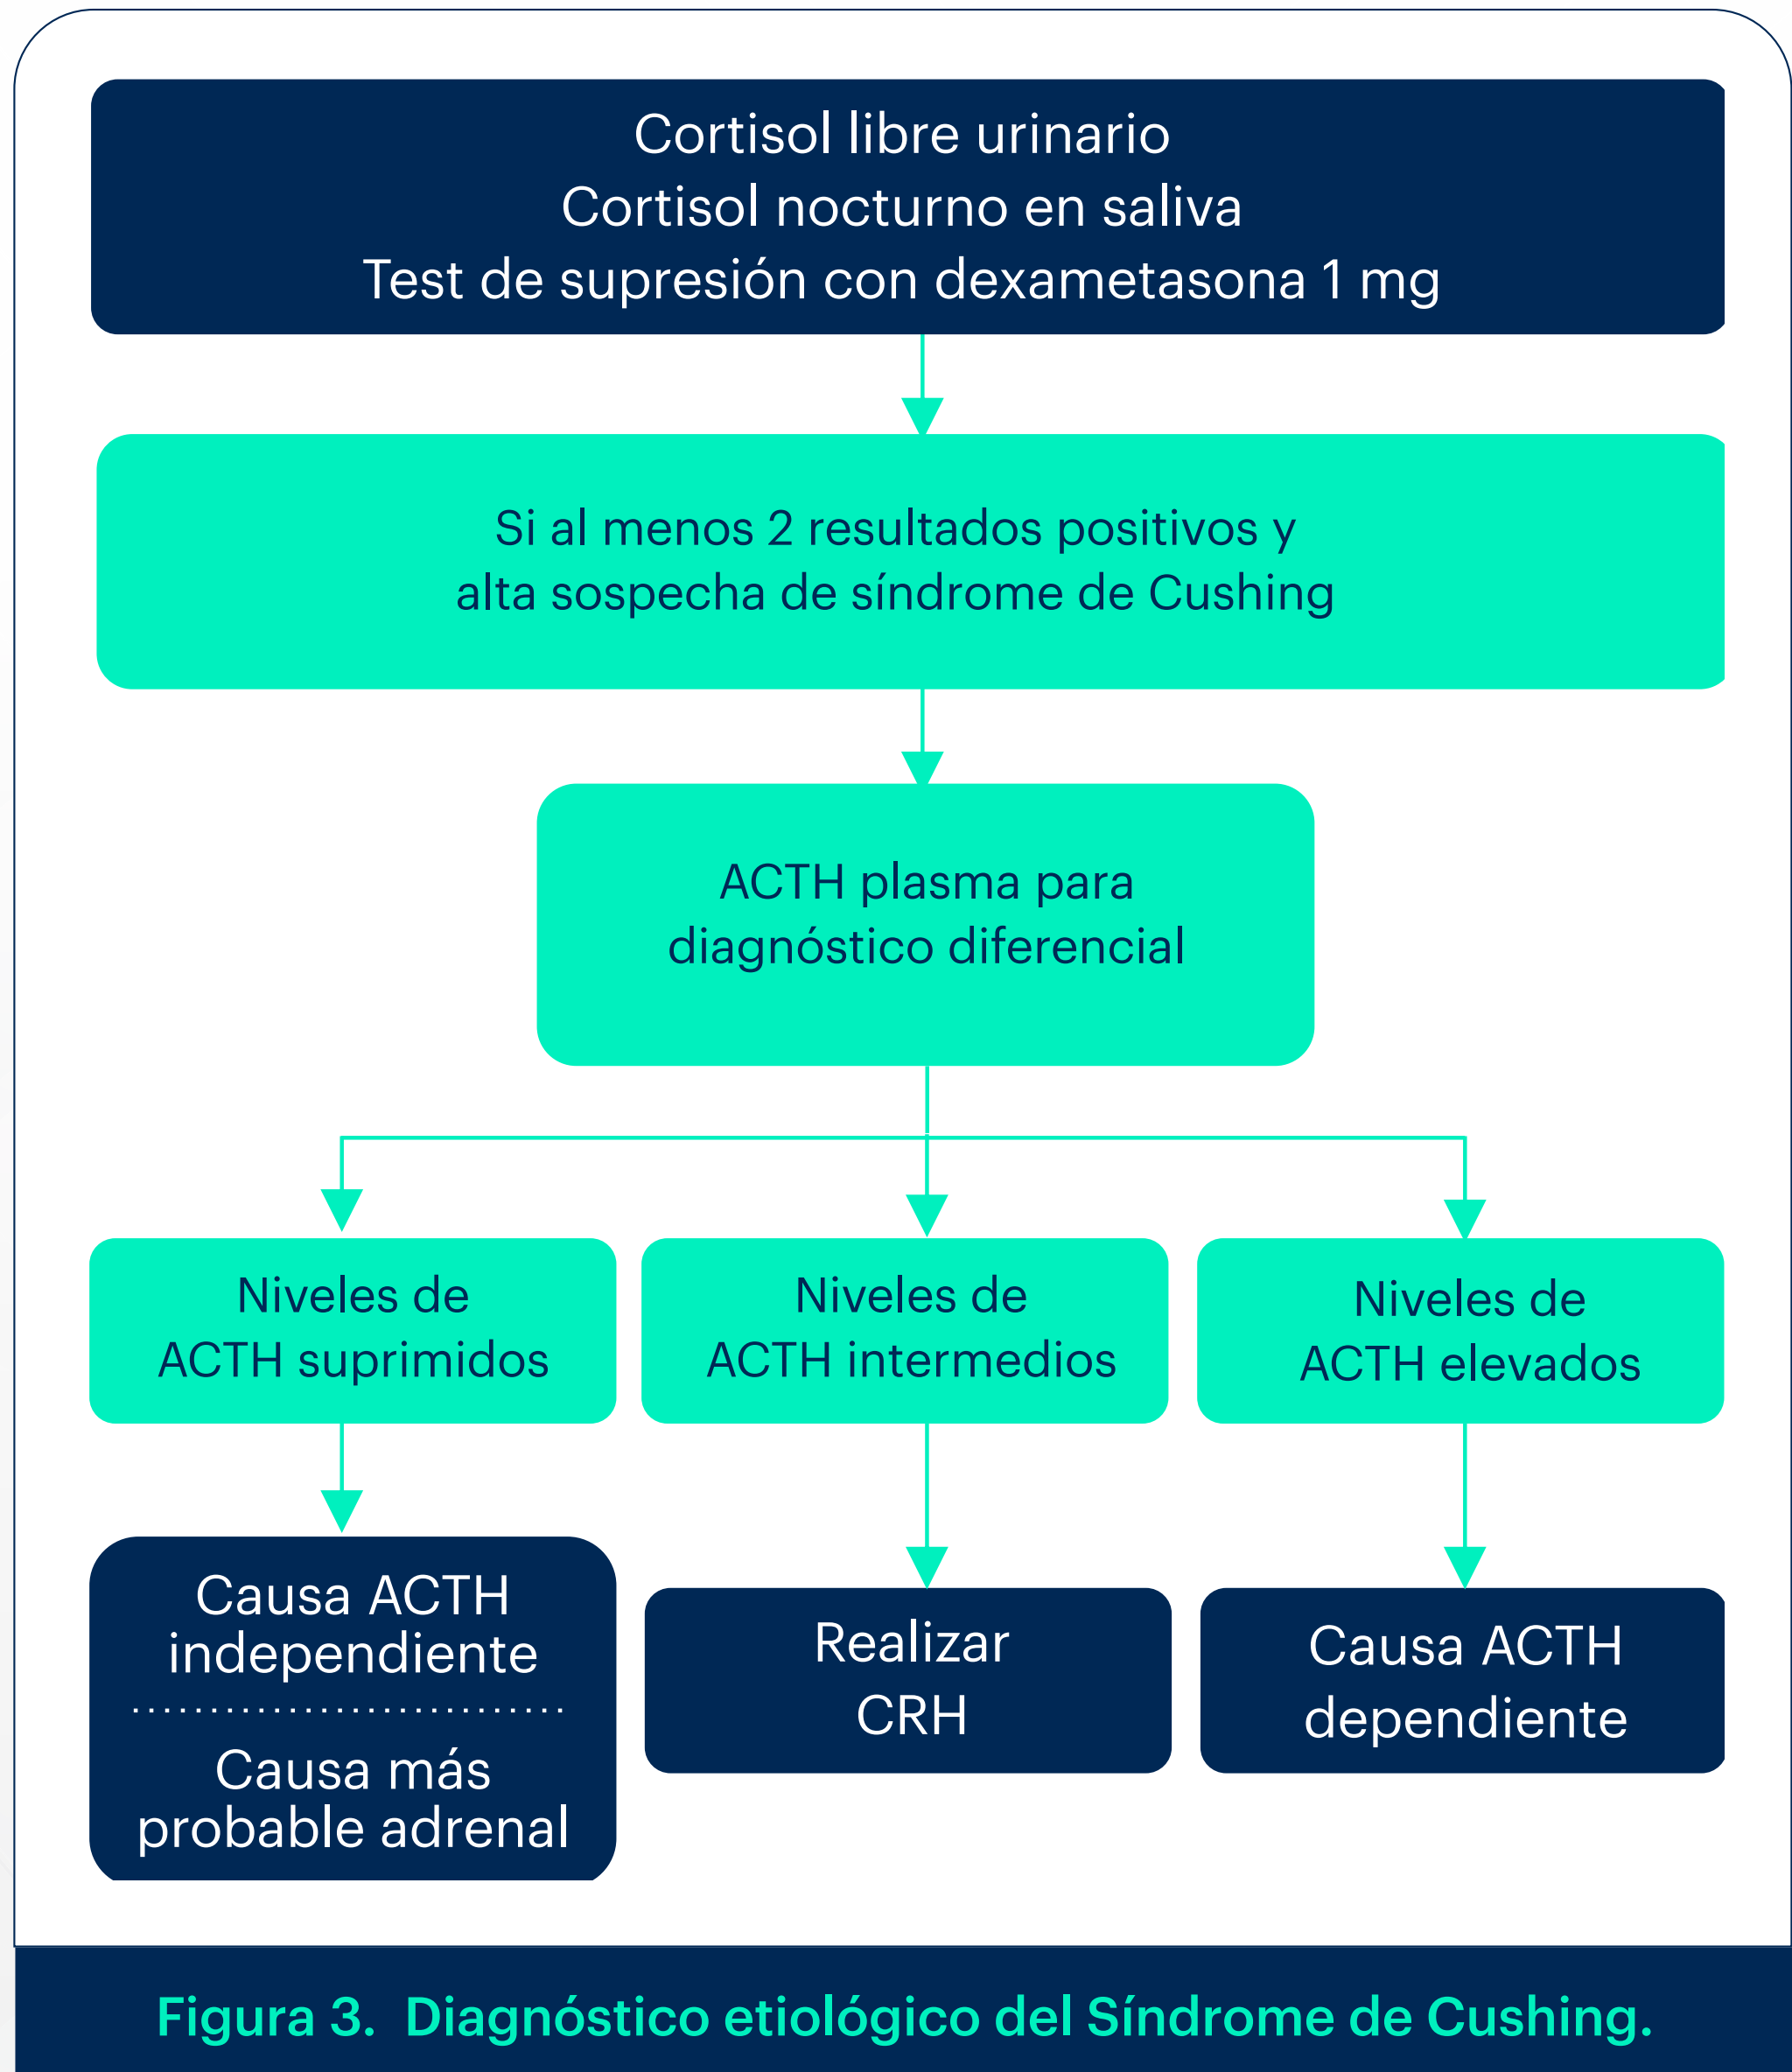 Cortisol libre urinario
Cortisol nocturno en saliva
Test de supresión con dexametasona 1 mg
Si al menos 2 resultados positivos y
alta sospecha de síndrome de Cushing
ACTH plasma para
diagnóstico diferencial
Niveles de
ACTH suprimidos
Niveles de
ACTH intermedios
Niveles de
ACTH elevados
Causa ACTH
independiente
Causa más
probable adrenal
Realizar
CRH
Causa ACTH
dependiente
Figura 3. Diagnóstico etiológico del Síndrome de Cushing.